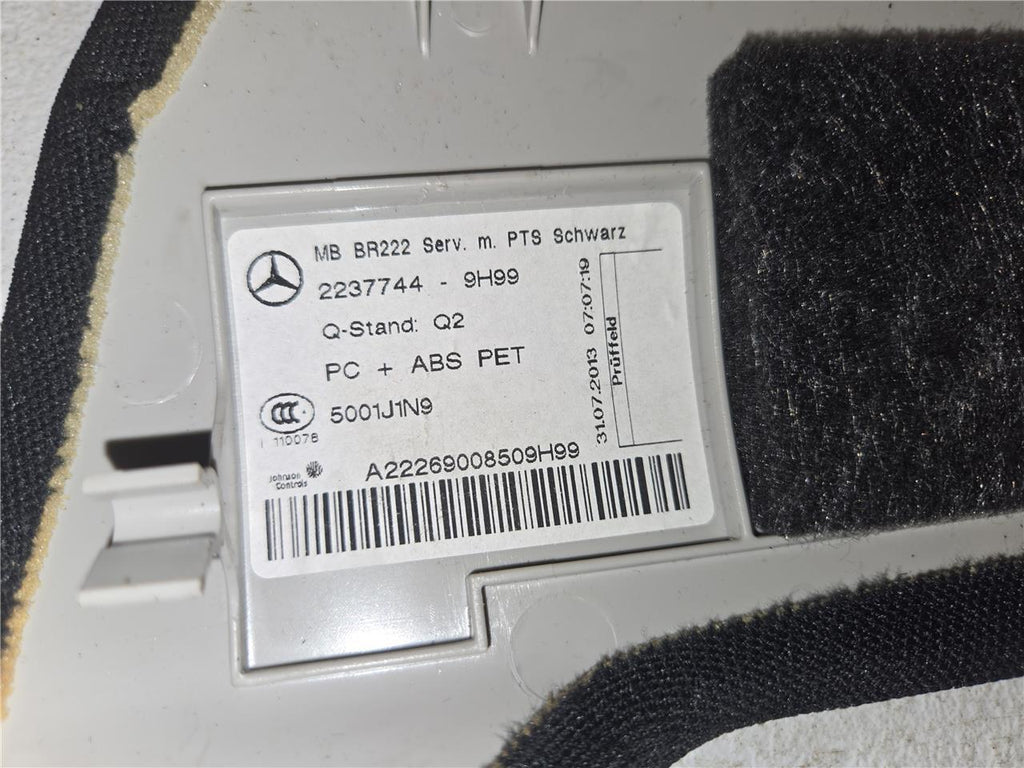 MB BR222 Serv. m. PTS Schwarz
2237744 - 9H99
Q-Stand: Q2
PC + ABS PET
CCC
5001J1N9
110078
Johnson
Controls
A22269008509H99
31.07.2013 07:07:19
Prüffeld